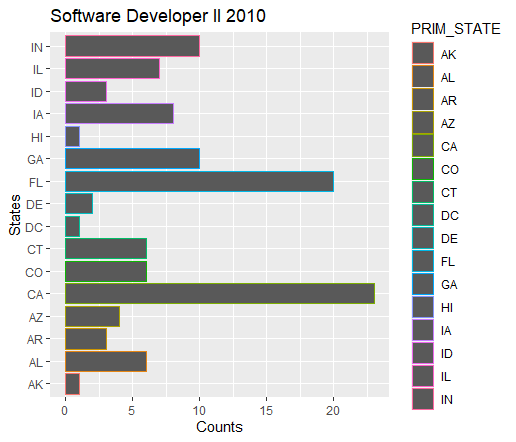 Software Developer II 2010
IN
IL
ID
IA
HI
GA
FL
DE
DC
CT
CO
CA
AZ
AR
AL
AK
States
0 5 10 20
Counts
PRIM_STATE
AK
AL
AR
AZ
CA
CO
CT
DC
DE
FL
GA
HI
IA
ID
IL
IN